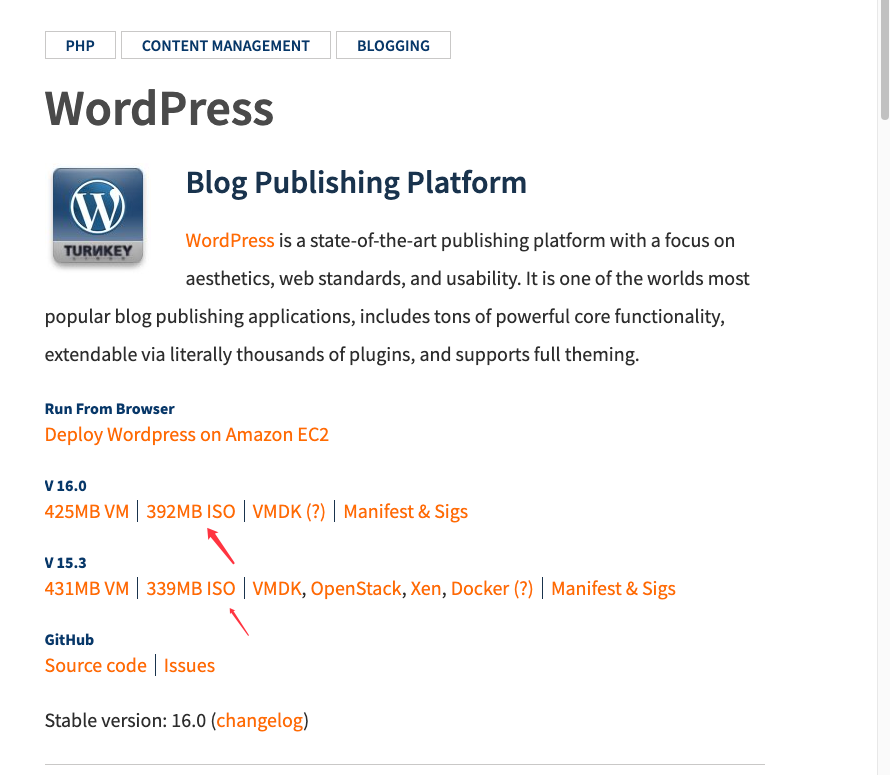 PHP CONTENT MANAGEMENT BLOGGING
WordPress
TURNKEY
Blog Publishing Platform
WordPress is a state-of-the-art publishing platform with a focus on
aesthetics, web standards, and usability. It is one of the worlds most
popular blog publishing applications, includes tons of powerful core functionality,
extendable via literally thousands of plugins, and supports full theming.
Run From Browser
Deploy Wordpress on Amazon EC2
V 16.0
425MB VM | 392MB ISO | VMDK (?) | Manifest & Sigs
V 15.3
431MB VM | 339MB ISO | VMDK, OpenStack, Xen, Docker (?) | Manifest & Sigs
GitHub
Source code | Issues
Stable version: 16.0 (changelog)